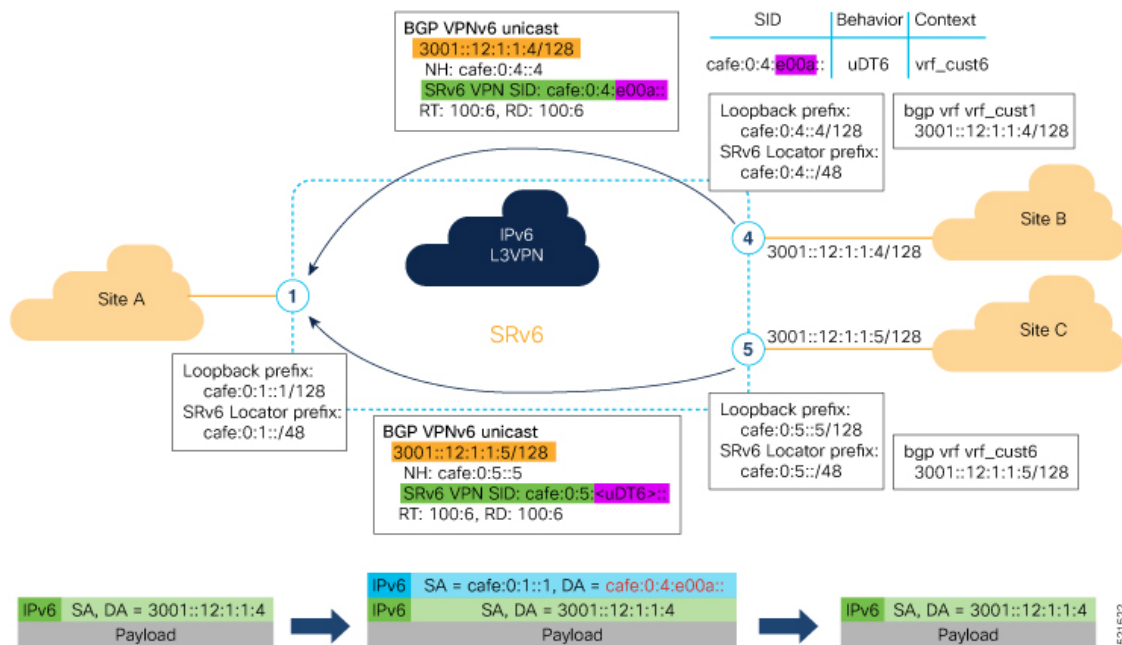 BGP VPNv6 unicast
3001::12:1:1:4/128
NH: cafe:0:4::4
SRv6 VPN SID: cafe:0:4:e00a::
RT: 100:6, RD: 100:6
SID Behavior Context
cafe:0:4:e00a:: uDT6 vrf_cust6
Loopback prefix:
cafe:0:4::4/128
SRv6 Locator prefix:
cafe:0:4::/48
bgp vrf vrf_cust1
3001::12:1:1:4/128
IPv6
L3VPN
Site A
1
SRv6
4
3001::12:1:1:4/128
Site B
5
3001::12:1:1:5/128
Site C
Loopback prefix:
cafe:0:1::1/128
SRv6 Locator prefix:
cafe:0:1::/48
BGP VPNv6 unicast
3001::12:1:1:5/128
NH: cafe:0:5::5
SRv6 VPN SID: cafe:0:5:<uDT6>::
RT: 100:6, RD: 100:6
Loopback prefix:
cafe:0:5::5/128
SRv6 Locator prefix:
cafe:0:5::/48
bgp vrf vrf_cust6
3001::12:1:1:5/128
IPv6 SA, DA = 3001::12:1:1:4
Payload
IPv6 SA = cafe:0:1::1, DA = cafe:0:4:e00a::
IPv6 SA, DA = 3001::12:1:1:4
Payload
IPv6 SA, DA = 3001::12:1:1:4
Payload